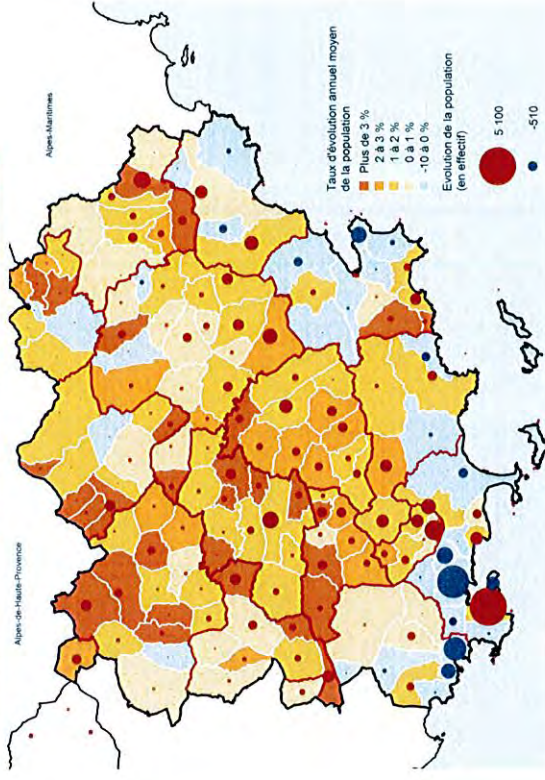 Alpes-de-Haute-Provence
Alpes-Maritimes
Taux d'évolution annuel moyen
de la population
Plus de 3 %
2 à 3 %
1 à 2 %
0 à 1 %
-10 à 0 %
Evolution de la population
(en effectif)
5 100
-510